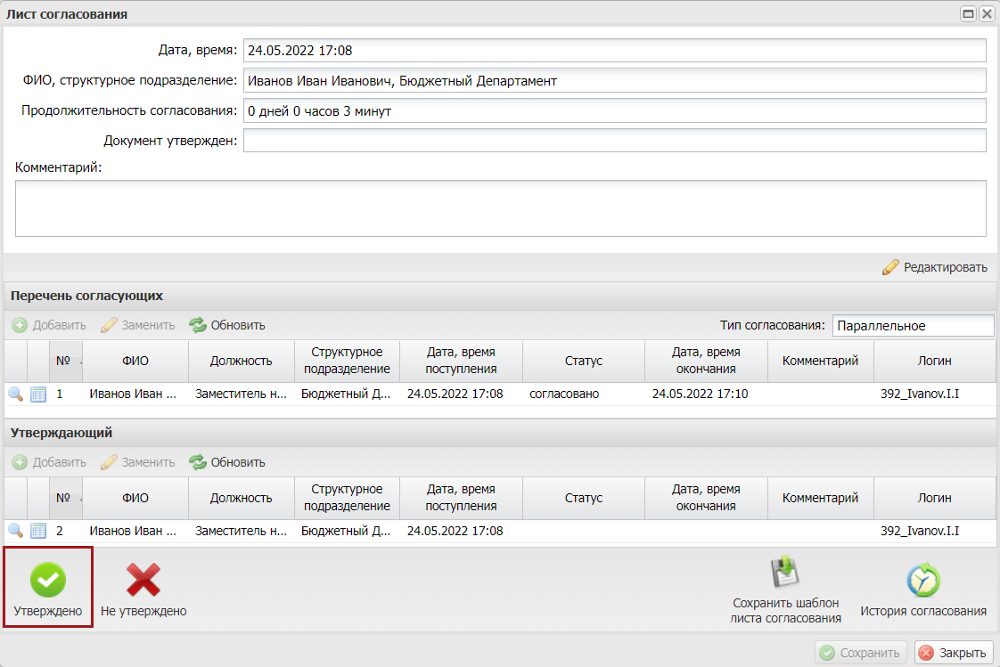 Лист согласования
Дата, время: 24.05.2022 17:08
ФИО, структурное подразделение: Иванов Иван Иванович, Бюджетный Департамент
Продолжительность согласования: 0 дней 0 часов 3 минут
Документ утвержден:
Комментарий:
Редактировать
Перечень согласующих
Добавить Заменить Обновить Тип согласования: Параллельное
№ ФИО Должность Структурное подразделение Дата, время поступления Статус Дата, время окончания Комментарий Логин
1 Иванов Иван ... Заместитель н... Бюджетный Д... 24.05.2022 17:08 согласовано 24.05.2022 17:10 392_Ivanov.I.I
Утверждающий
Добавить Заменить Обновить
№ ФИО Должность Структурное подразделение Дата, время поступления Статус Дата, время окончания Комментарий Логин
2 Иванов Иван ... Заместитель н... Бюджетный Д... 24.05.2022 17:08 392_Ivanov.I.I
Утверждено Не утверждено Сохранить шаблон листа согласования История согласования
Сохранить Закрыть